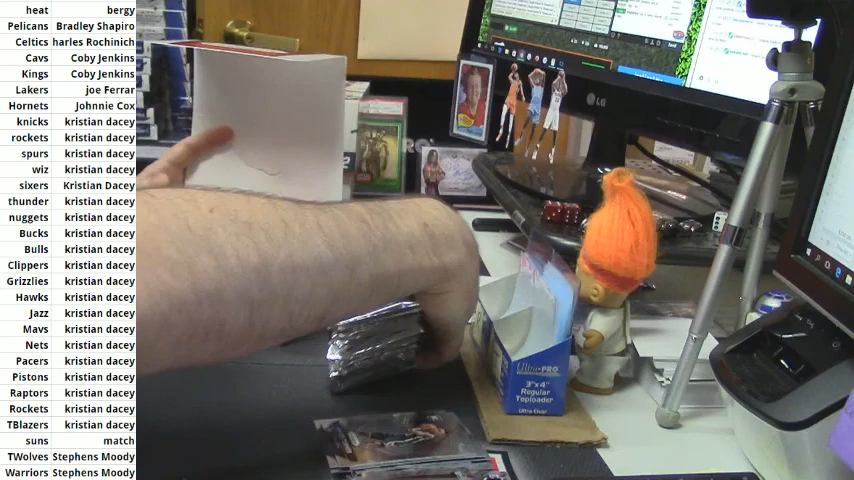 heat bergy
Pelicans Bradley Shapiro
Celtics harles Rochinich
Cavs Coby Jenkins
Kings Coby Jenkins
Lakers joe Ferrar
Hornets Johnnie Cox
knicks kristian dacey
rockets kristian dacey
spurs kristian dacey
wiz kristian dacey
sixers Kristian Dacey
thunder kristian dacey
nuggets kristian dacey
Bucks kristian dacey
Bulls kristian dacey
Clippers kristian dacey
Grizzlies kristian dacey
Hawks kristian dacey
Jazz kristian dacey
Mavs kristian dacey
Nets kristian dacey
Pacers kristian dacey
Pistons kristian dacey
Raptors kristian dacey
Rockets kristian dacey
TBlazers kristian dacey
suns match
TWolves Stephens Moody
Warriors Stephens Moody
LG
Ultra-PRO
3"x4"
Regular
Toploader
Ultra Clear